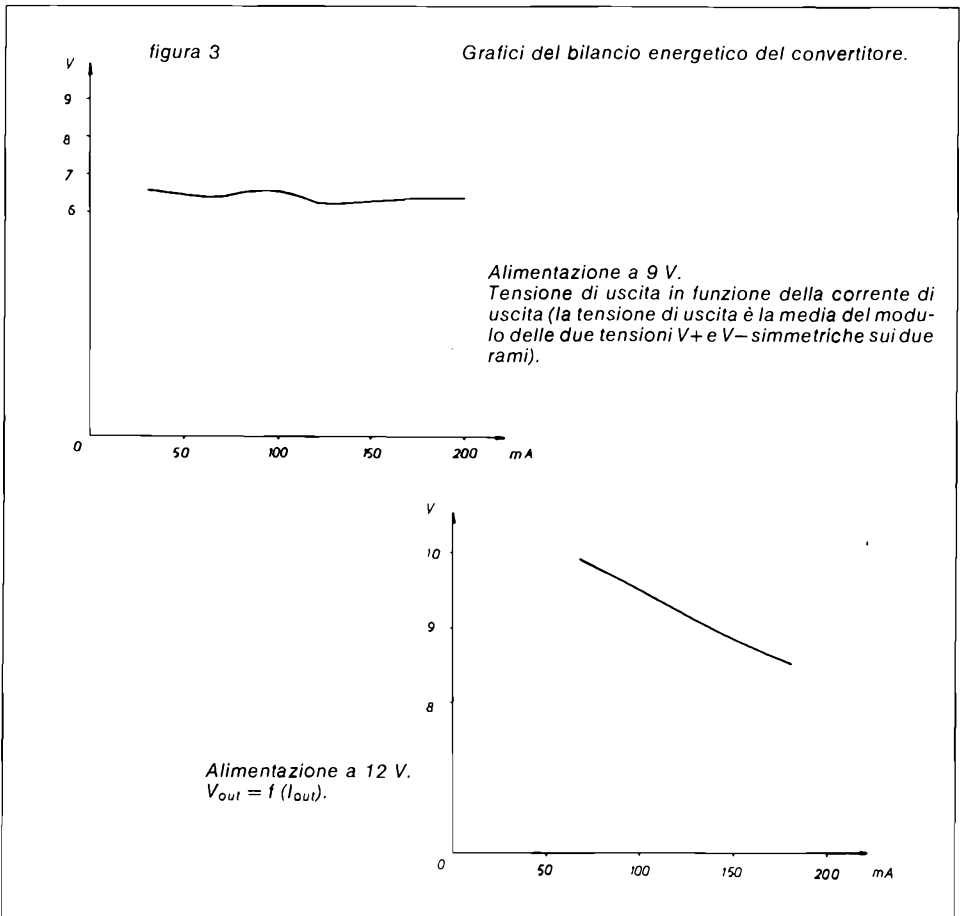 figura 3
Grafici del bilancio energetico del convertitore.
V
9
8
7
6
0
50
100
150
200
mA
Alimentazione a 9 V.
Tensione di uscita in funzione della corrente di
uscita (la tensione di uscita è la media del modu-
lo delle due tensioni V+ e V− simmetriche sui due
rami).
V
10
9
8
0
50
100
150
200
mA
Alimentazione a 12 V.
Vout = f (Iout).